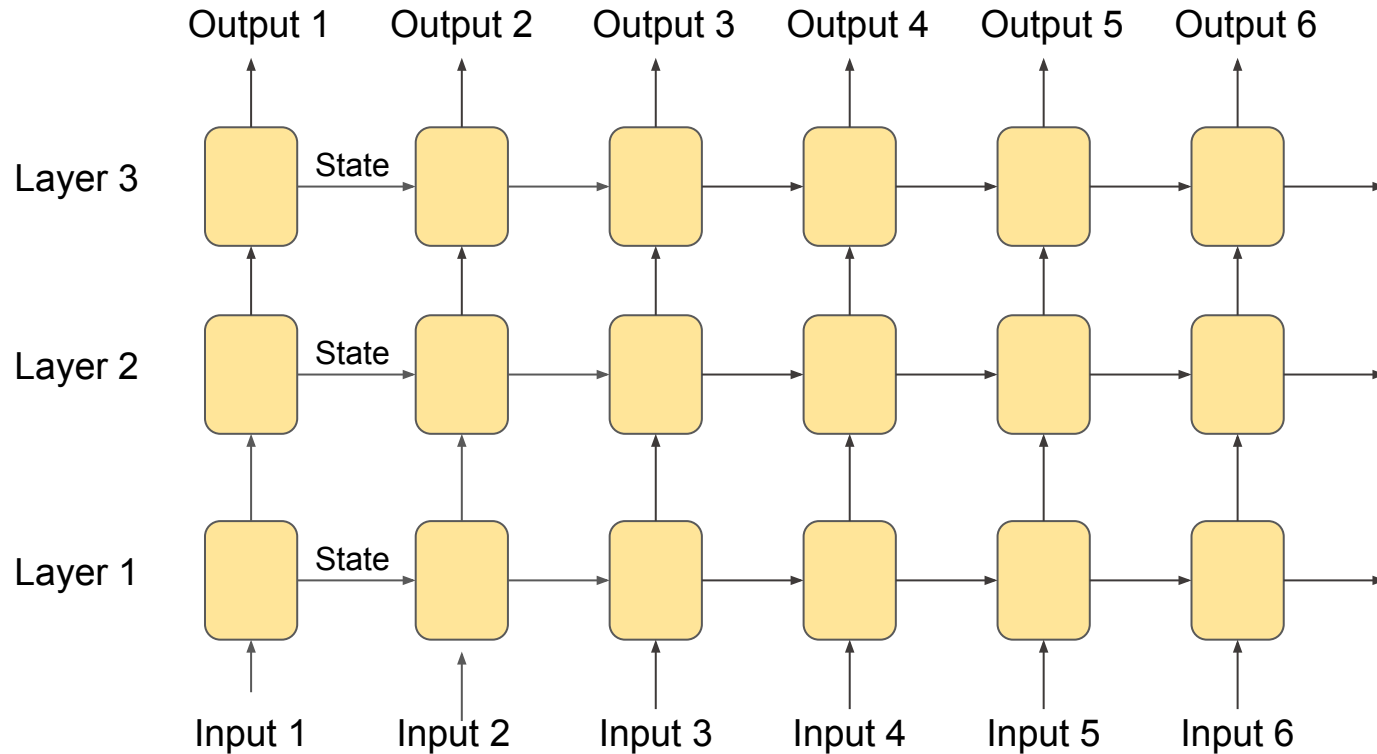 Output 1 Output 2 Output 3 Output 4 Output 5 Output 6
State
Layer 3
State
Layer 2
State
Layer 1
Input 1 Input 2 Input 3 Input 4 Input 5 Input 6